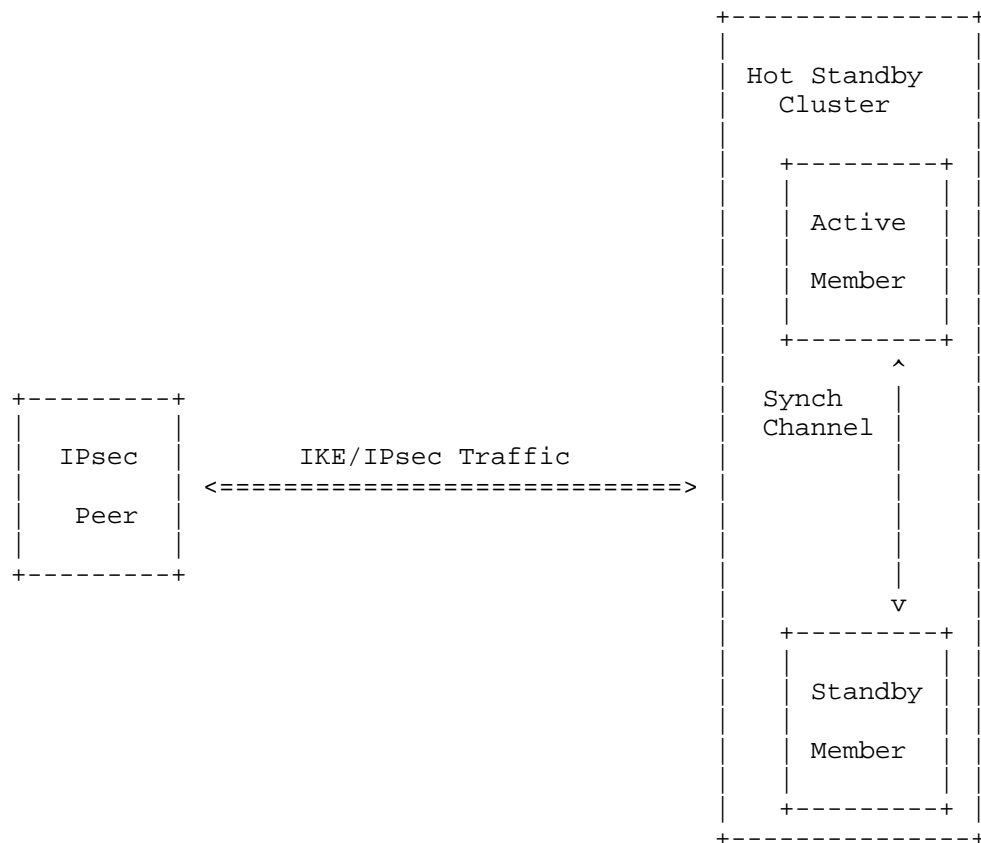 Hot Standby
Cluster
Active
Member
Synch
Channel
IPsec
Peer
IKE/IPsec Traffic
Standby
Member